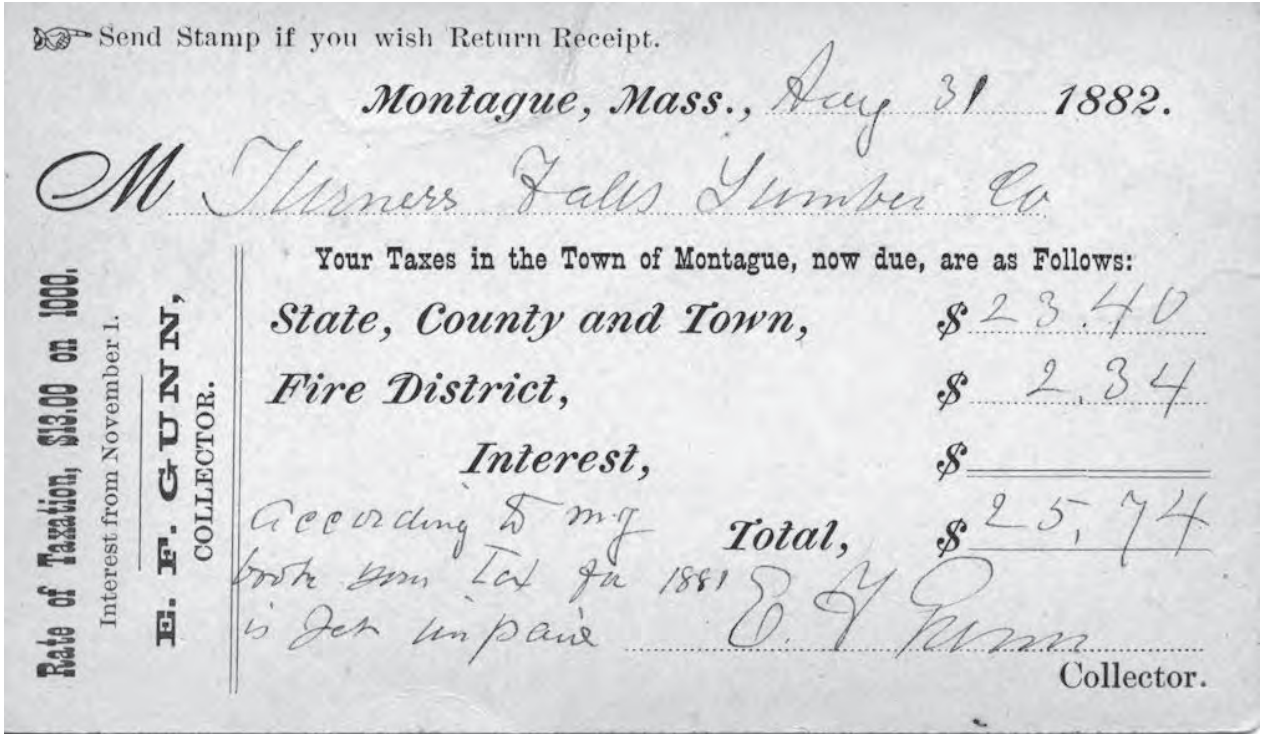 Send Stamp if you wish Return Receipt.
Montague, Mass., Aug 31 1882.
M Turners Falls Lumber Co
Rate of Taxation, $13.00 on 1000.
Interest from November 1.
E. F. GUNN,
COLLECTOR.
Your Taxes in the Town of Montague, now due, are as Follows:
State, County and Town, $ 23.40
Fire District, $ 2.34
Interest, $
Total, $ 25.74
According to my
book your Tax for 1881
is yet unpaid
E. F. Gunn
Collector.